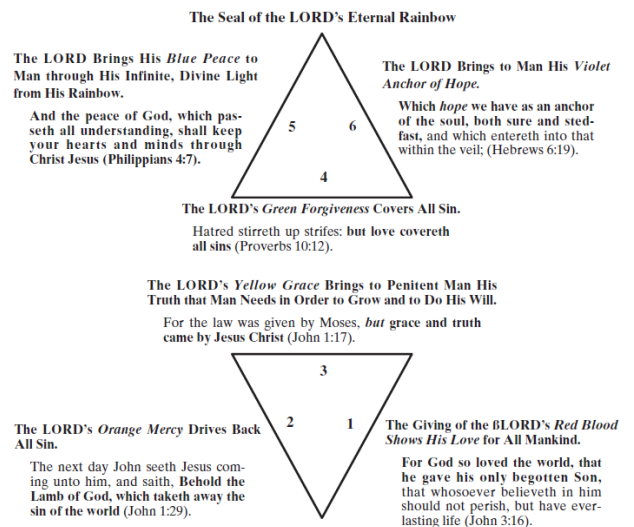 The Seal of the LORD's Eternal Rainbow
The LORD Brings His Blue Peace to
Man through His Infinite, Divine Light
from His Rainbow.
And the peace of God, which pas-
seth all understanding, shall keep
your hearts and minds through
Christ Jesus (Philippians 4:7).
The LORD Brings to Man His Violet
Anchor of Hope.
Which hope we have as an anchor
of the soul, both sure and sted-
fast, and which entereth into that
within the veil; (Hebrews 6:19).
5
6
4
The LORD's Green Forgiveness Covers All Sin.
Hatred stirreth up strifes: but love covereth
all sins (Proverbs 10:12).
The LORD's Yellow Grace Brings to Penitent Man His
Truth that Man Needs in Order to Grow and to Do His Will.
For the law was given by Moses, but grace and truth
came by Jesus Christ (John 1:17).
3
2
1
The LORD's Orange Mercy Drives Back
All Sin.
The next day John seeth Jesus com-
ing unto him, and saith, Behold the
Lamb of God, which taketh away the
sin of the world (John 1:29).
The Giving of the ßLORD's Red Blood
Shows His Love for All Mankind.
For God so loved the world, that
he gave his only begotten Son,
that whosoever believeth in him
should not perish, but have ever-
lasting life (John 3:16).